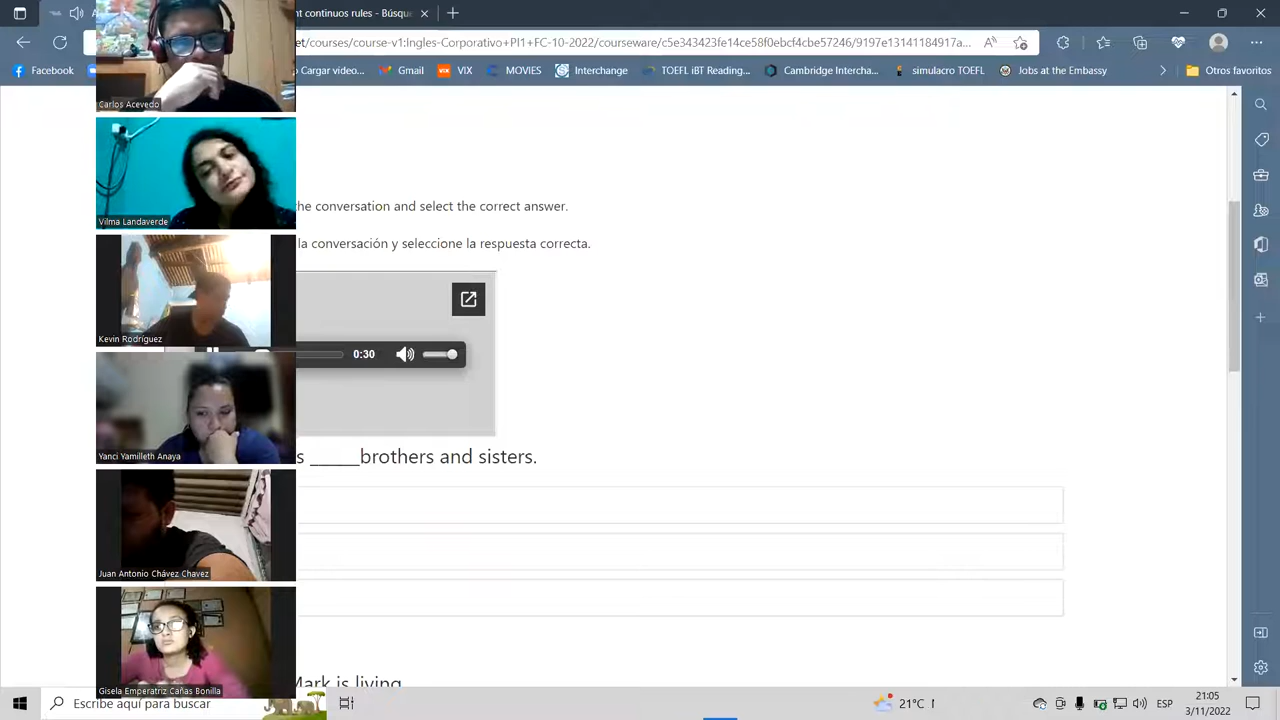 nt continuos rules - Búsq
et/courses/course-v1:Ingles-Corporativo+PI1+FC-10-2022/courseware/c5e343423fe14ce58f0ebcf4cbe57246/9197e13141184917a...
Facebook
Cargar video...
Gmail
VIX
MOVIES
Interchange
TOEFL iBT Reading...
Cambridge Interchan...
samsung account
Jobs at the Embassy
Otros favoritos
Carlos Acevedo
he conversation and select the correct answer.
Vilma Landaverde
la conversación y seleccione la respuesta correcta.
Kevin Rodríguez
0:30
Yanci Yamilleth Anaya
s _____brothers and sisters.
Juan Antonio Chávez Chavez
Gisela Emperatriz Cañas Bonilla
Mark is living
Escribe aquí para buscar
21°C
ESP
21:05
3/11/2022